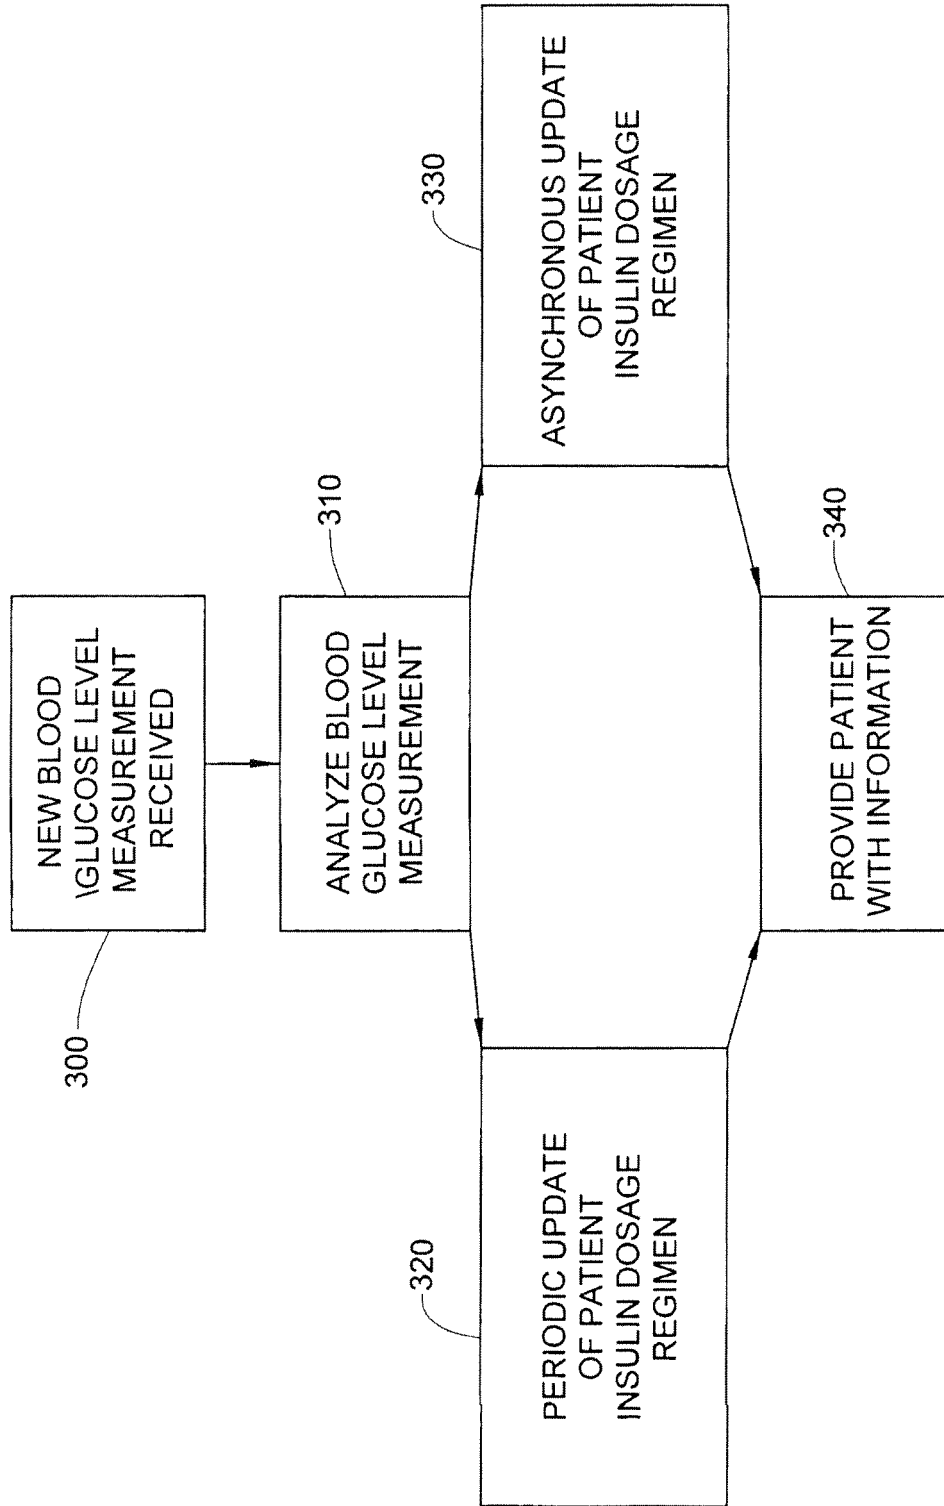 NEW BLOOD
\GLUCOSE LEVEL
MEASUREMENT
RECEIVED
300
310
ANALYZE BLOOD
GLUCOSE LEVEL
MEASUREMENT
320
PERIODIC UPDATE
OF PATIENT
INSULIN DOSAGE
REGIMEN
330
ASYNCHRONOUS UPDATE
OF PATIENT
INSULIN DOSAGE
REGIMEN
340
PROVIDE PATIENT
WITH INFORMATION